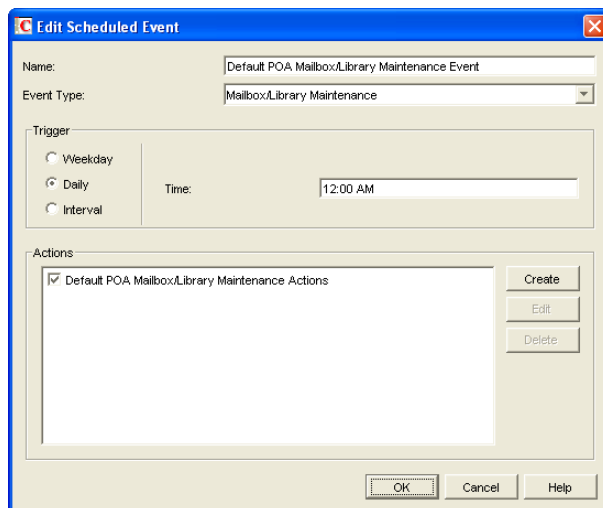 Edit Scheduled Event
Name: Default POA Mailbox/Library Maintenance Event
Event Type: Mailbox/Library Maintenance
Trigger
Weekday
Daily
Time: 12:00 AM
Interval
Actions
Default POA Mailbox/Library Maintenance Actions
Create
Edit
Delete
OK Cancel Help